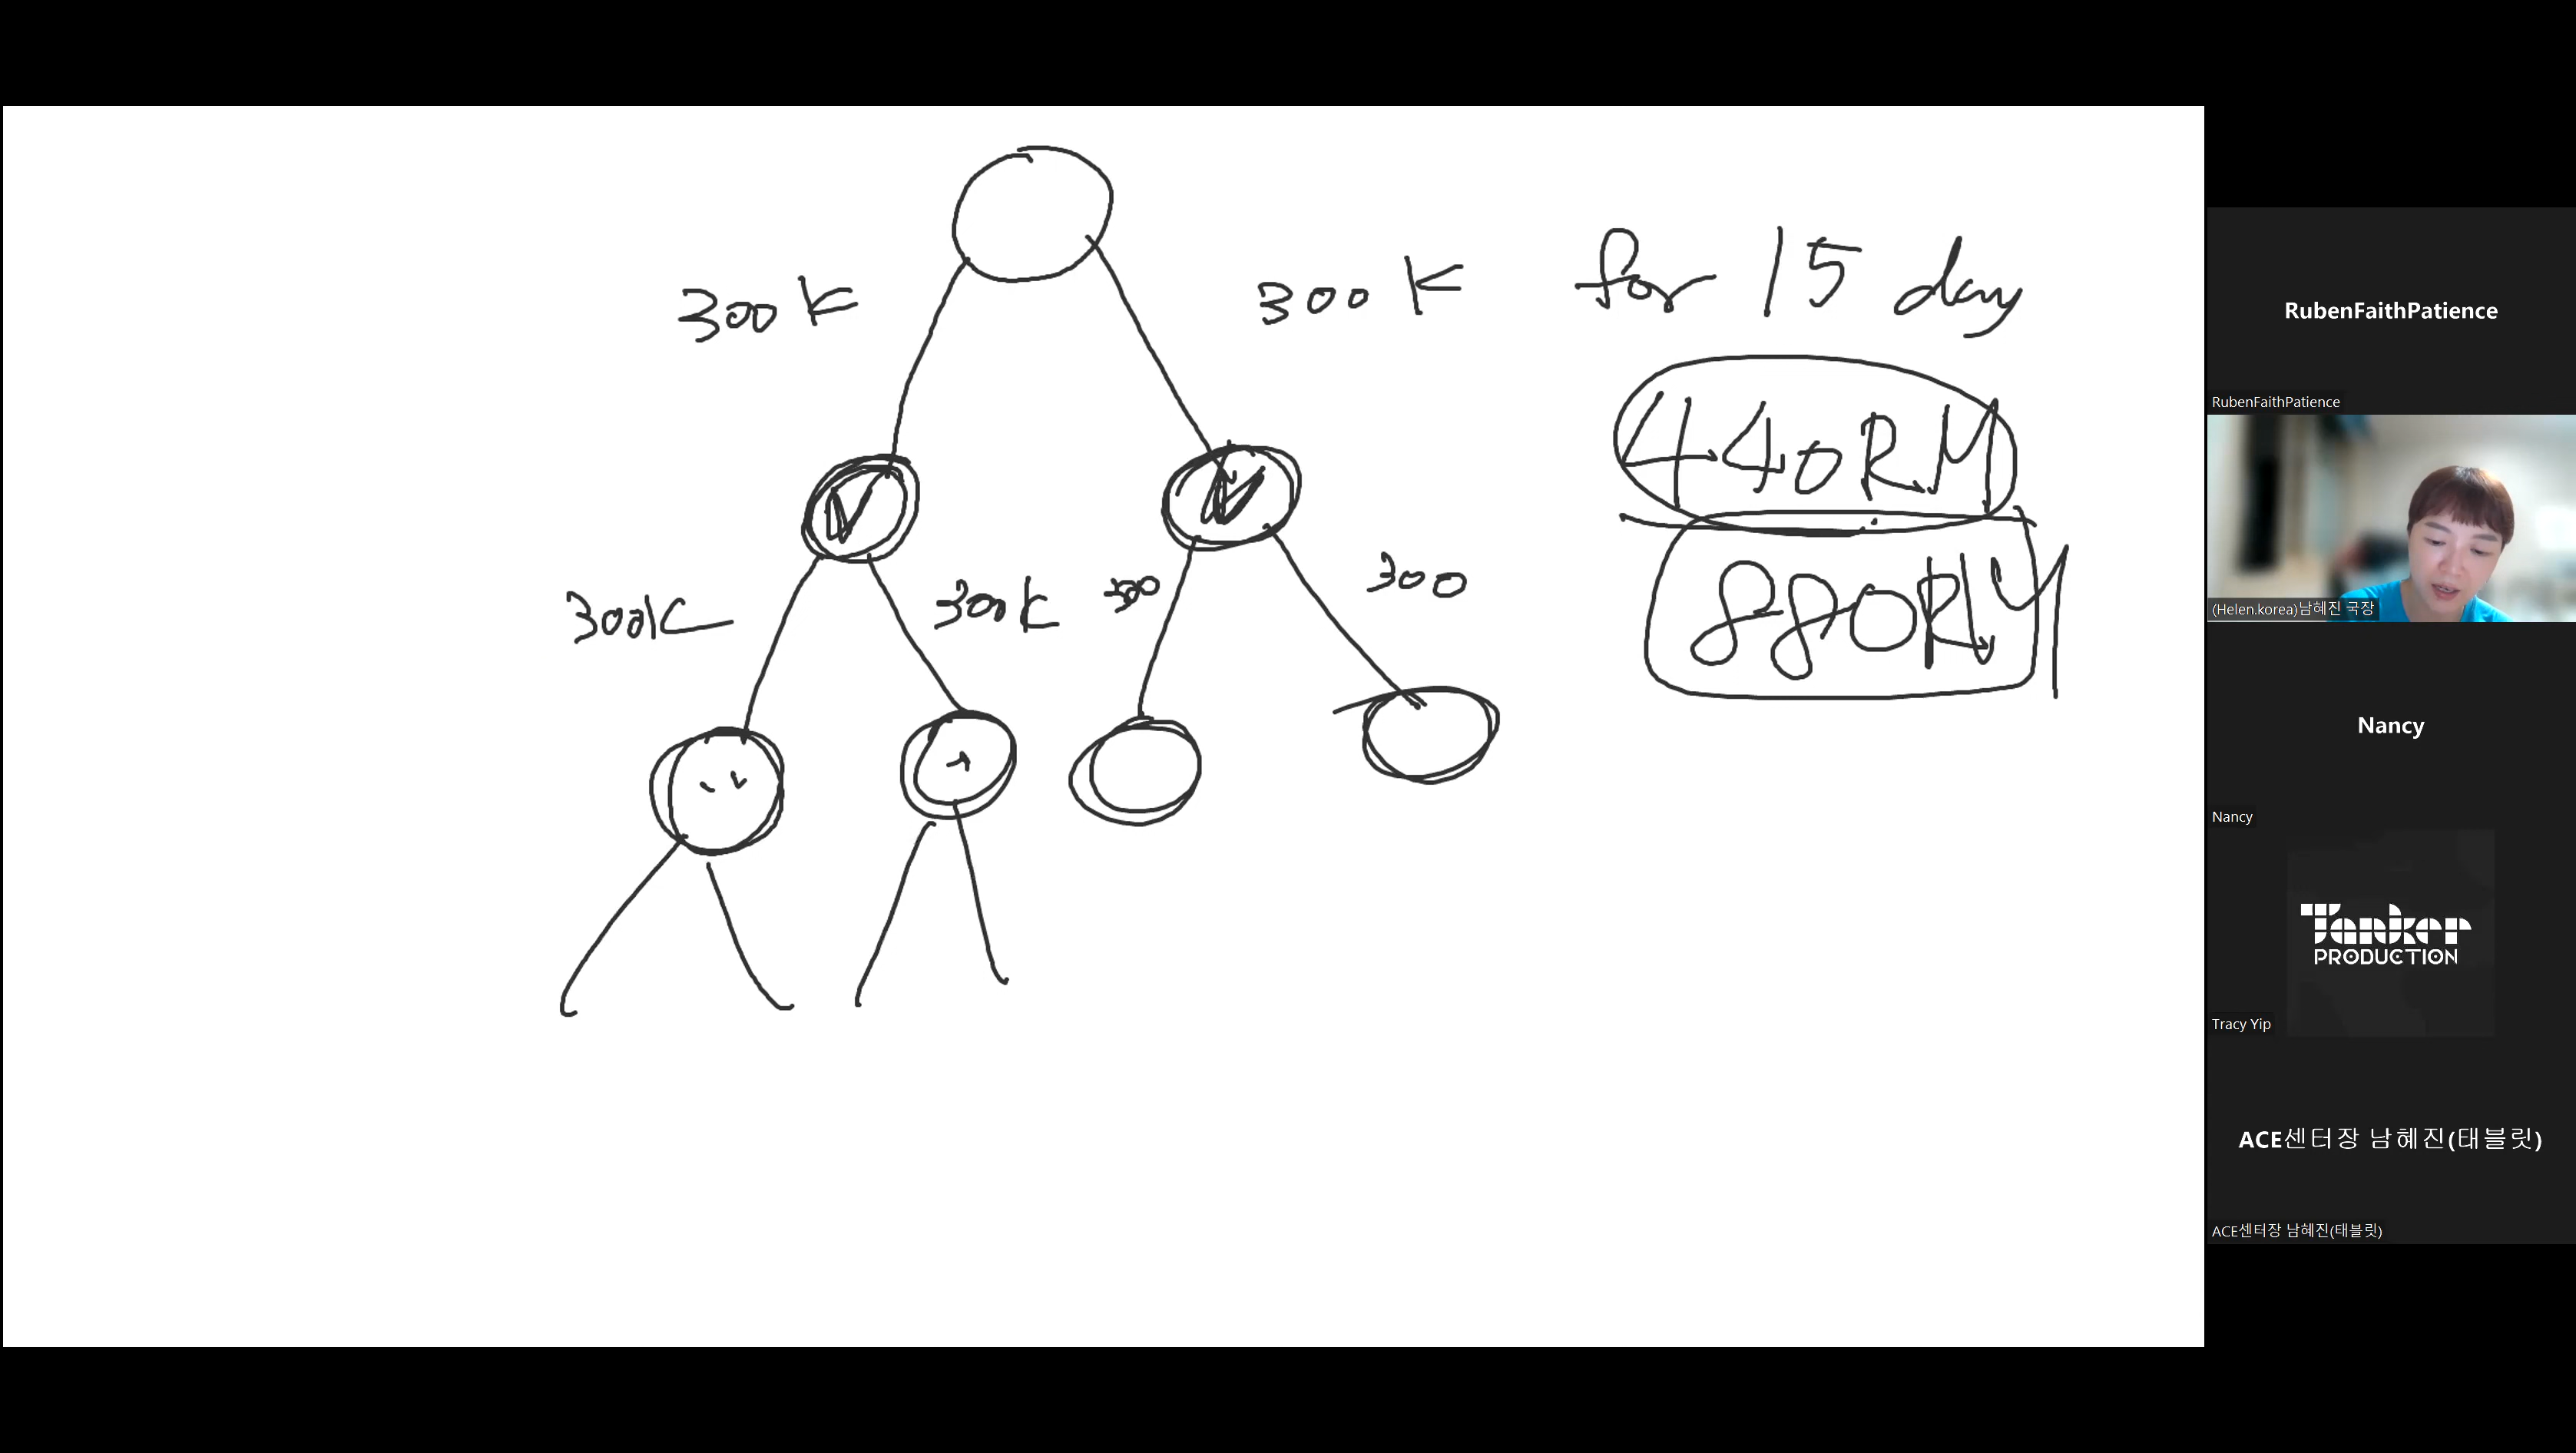 300K
300K
for 15 day
440RM
880RM
300K
300K
300
300
RubenFaithPatience
RubenFaithPatience
(Helen.korea)남혜진 국장
Nancy
Nancy
Tanker
PRODUCTION
Tracy Yip
ACE센터장 남혜진(태블릿)
ACE센터장 남혜진(태블릿)